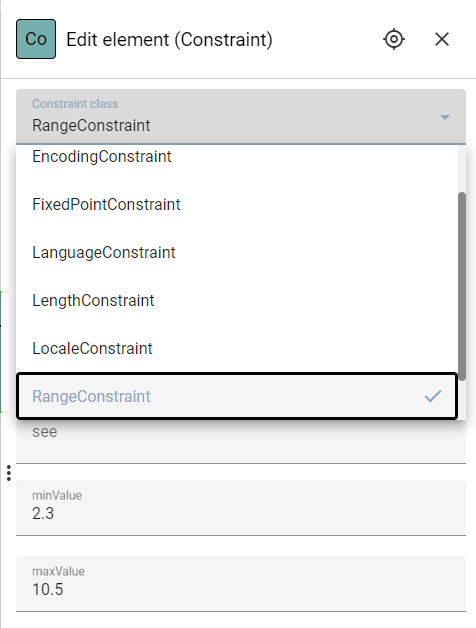 Co Edit element (Constraint)
Constraint class
RangeConstraint
EncodingConstraint
FixedPointConstraint
LanguageConstraint
LengthConstraint
LocaleConstraint
RangeConstraint
see
minValue
2.3
maxValue
10.5